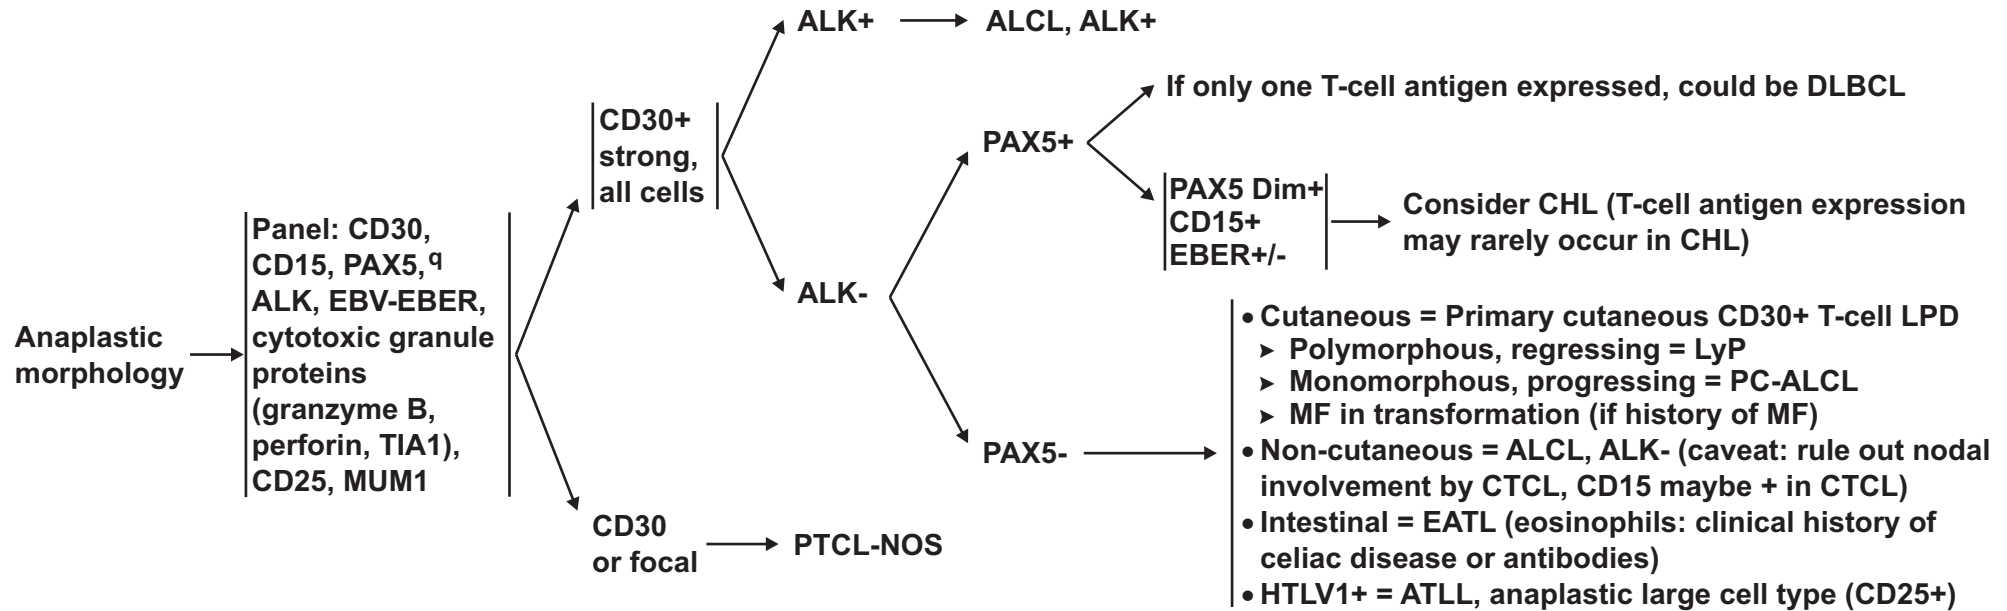 Anaplastic
morphology
Panel: CD30,
CD15, PAX5,q
ALK, EBV-EBER,
cytotoxic granule
proteins
(granzyme B,
perforin, TIA1),
CD25, MUM1
CD30+
strong,
all cells
ALK+
ALCL, ALK+
ALK-
PAX5+
If only one T-cell antigen expressed, could be DLBCL
PAX5 Dim+
CD15+
EBER+/-
Consider CHL (T-cell antigen expression
may rarely occur in CHL)
PAX5-
• Cutaneous = Primary cutaneous CD30+ T-cell LPD
➤ Polymorphous, regressing = LyP
➤ Monomorphous, progressing = PC-ALCL
➤ MF in transformation (if history of MF)
• Non-cutaneous = ALCL, ALK- (caveat: rule out nodal
involvement by CTCL, CD15 maybe + in CTCL)
• Intestinal = EATL (eosinophils: clinical history of
celiac disease or antibodies)
• HTLV1+ = ATLL, anaplastic large cell type (CD25+)
CD30
or focal
PTCL-NOS